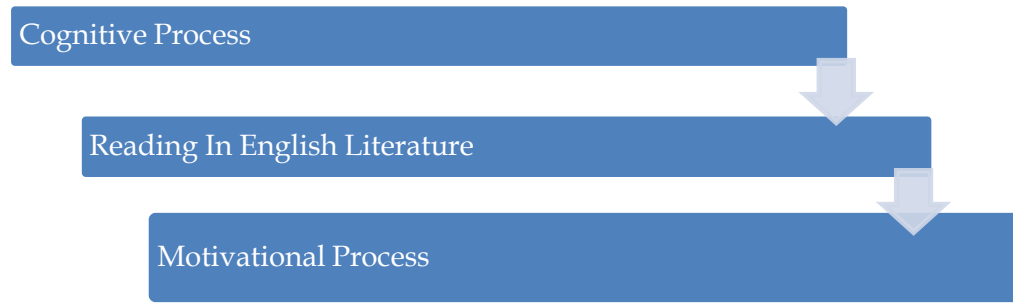 Cognitive Process
Reading In English Literature
Motivational Process